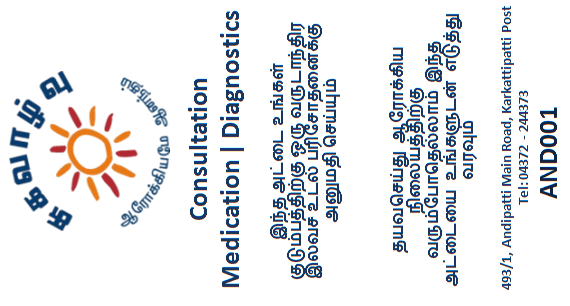 சுகவாழ்வு
ஆரோக்கியமே ஆனந்தம்
Consultation
Medication | Diagnostics
இந்த அட்டை உங்கள்
குடும்பத்திற்கு ஒரு வருடாந்திர
இலவச உடல் பரிசோதனைக்கு
அனுமதி செய்யும்
தயவுசெய்து ஆரோக்கிய
நிலையத்திற்கு
வரும்போதெல்லாம் இந்த
அட்டையை உங்களுடன் எடுத்து
வரவும்
493/1, Andipatti Main Road, Karkattipatti Post
Tel: 04372 - 244373
AND001